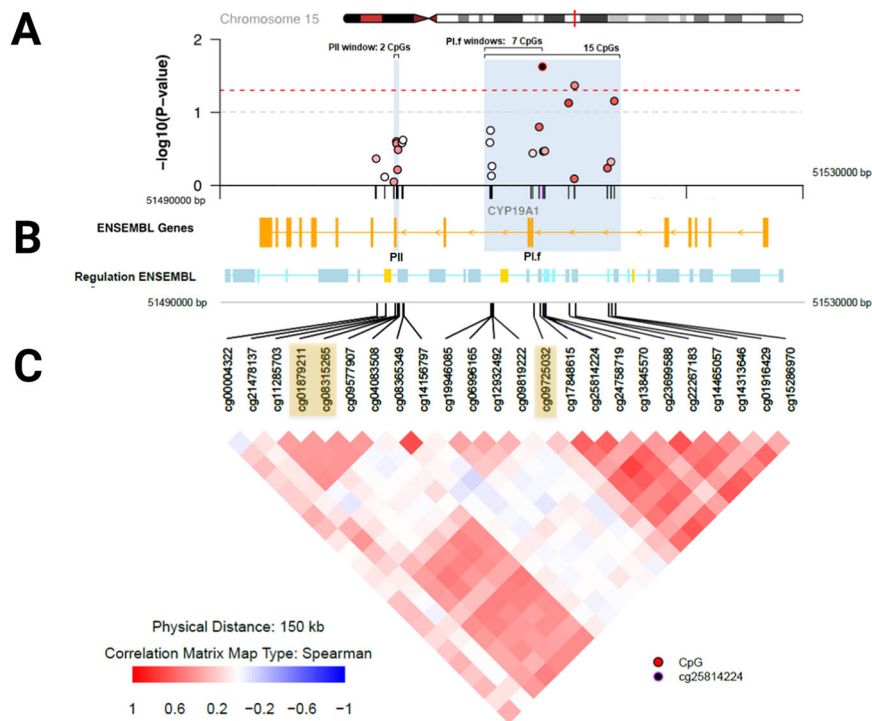 A
Chromosome 15
PII window: 2 CpGs
PI.f windows: 7 CpGs
15 CpGs
-log10(P-value)
2
1
0
51490000 bp
51530000 bp
CYP19A1
B
ENSEMBL Genes
PII
PI.f
Regulation ENSEMBL
51490000 bp
51530000 bp
C
cg00004322
cg21478137
cg11285703
cg01879211
cg08315265
cg09577907
cg04083508
cg08365349
cg14156797
cg19946085
cg06996165
cg12932492
cg09819222
cg09725032
cg17848615
cg25814224
cg24758719
cg13845570
cg23699588
cg22267183
cg14465057
cg14313646
cg01916429
cg15286970
Physical Distance: 150 kb
Correlation Matrix Map Type: Spearman
1 0.6 0.2 -0.2 -0.6 -1
CpG
cg25814224